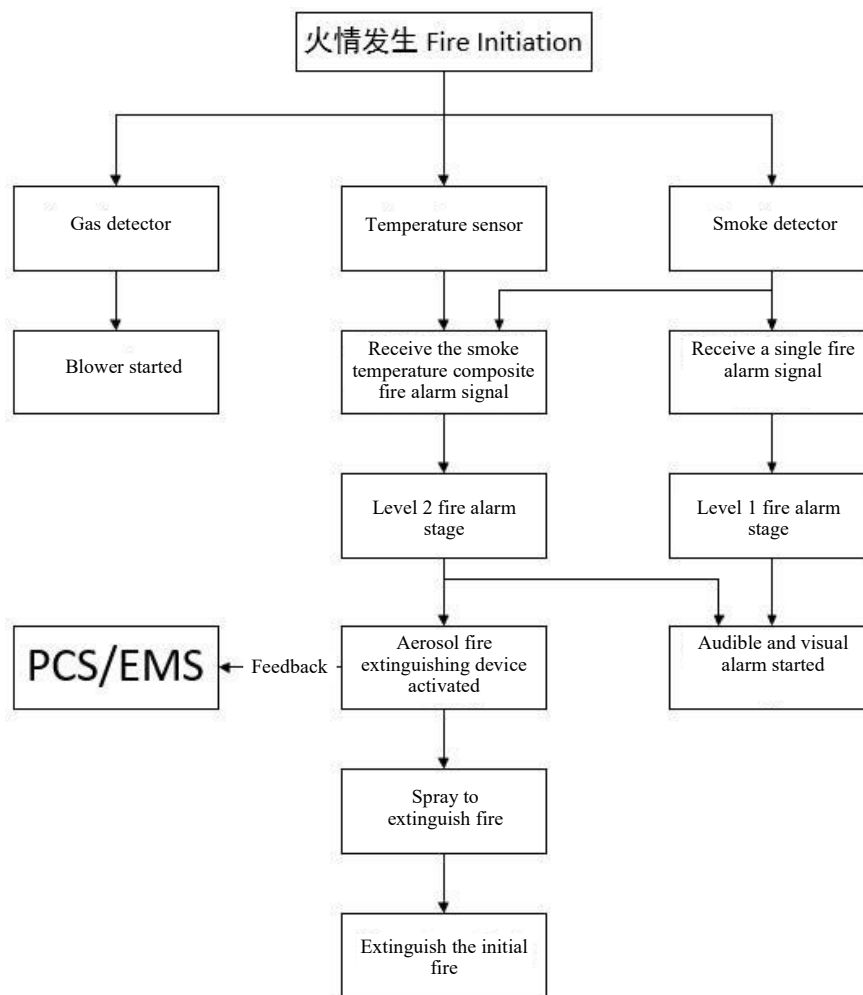 火情发生 Fire Initiation
Gas detector
Temperature sensor
Smoke detector
Blower started
Receive the smoke
temperature composite
fire alarm signal
Receive a single fire
alarm signal
Level 2 fire alarm
stage
Level 1 fire alarm
stage
PCS/EMS
Feedback
Aerosol fire
extinguishing device
activated
Audible and visual
alarm started
Spray to
extinguish fire
Extinguish the initial
fire